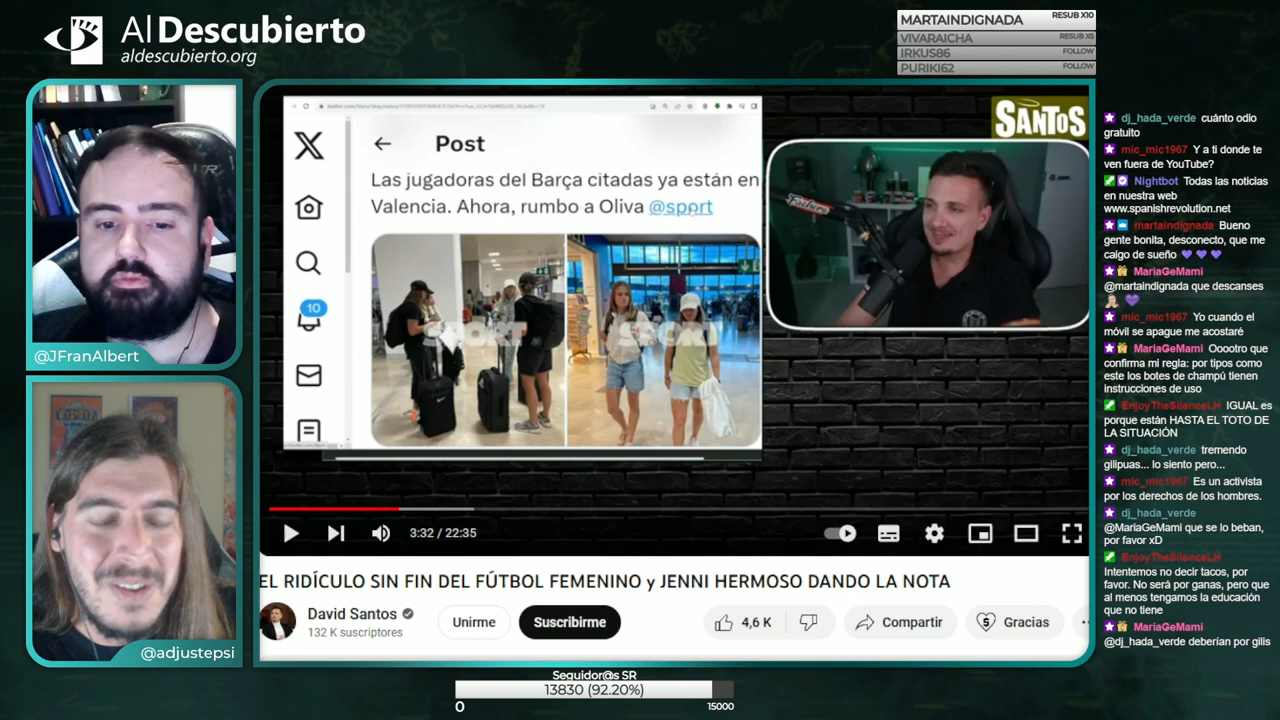 Al Descubierto
aldescubierto.org
MARTAINDIGNADA RESUB X10
VIVARAICHA RESUB X5
IRKUS86 FOLLOW
PURIKI62 FOLLOW
@JFranAlbert
@adjustepsi
X
Post
Las jugadoras del Barça citadas ya están en
Valencia. Ahora, rumbo a Oliva @sport
10
SPORT
SPORT
SANTOS
3:32 / 22:35
EL RIDÍCULO SIN FIN DEL FÚTBOL FEMENINO y JENNI HERMOSO DANDO LA NOTA
David Santos
132 K suscriptores
Unirme
Suscribirme
4,6 K
Compartir
Gracias
dj_hada_verde cuánto odio
gratuito
mic_mic1967 Y a ti donde te
ven fuera de YouTube?
Nightbot Todas las noticias
en nuestra web
www.spanishrevolution.net
martaindignada Bueno
gente bonita, desconecto, que me
caigo de sueño 💜 💜 💜
MariaGeMami
@martaindignada que descanses
💜
mic_mic1967 Yo cuando el
móvil se apague me acostaré
MariaGeMami Ooootro que
confirma mi regla: por tipos como
este los botes de champú tienen
instrucciones de uso
EnjoyTheSilenceLH IGUAL es
porque están HASTA EL TOTO DE
LA SITUACIÓN
dj_hada_verde tremendo
gilipuas... lo siento pero...
mic_mic1967 Es un activista
por los derechos de los hombres.
dj_hada_verde
@MariaGeMami que se lo beban,
por favor xD
EnjoyTheSilenceLH
Intentemos no decir tacos, por
favor. No será por ganas, pero que
al menos tengamos la educación
que no tiene
MariaGeMami
@dj_hada_verde deberían por gilis
Seguidor@s SR
13830 (92.20%)
0 15000